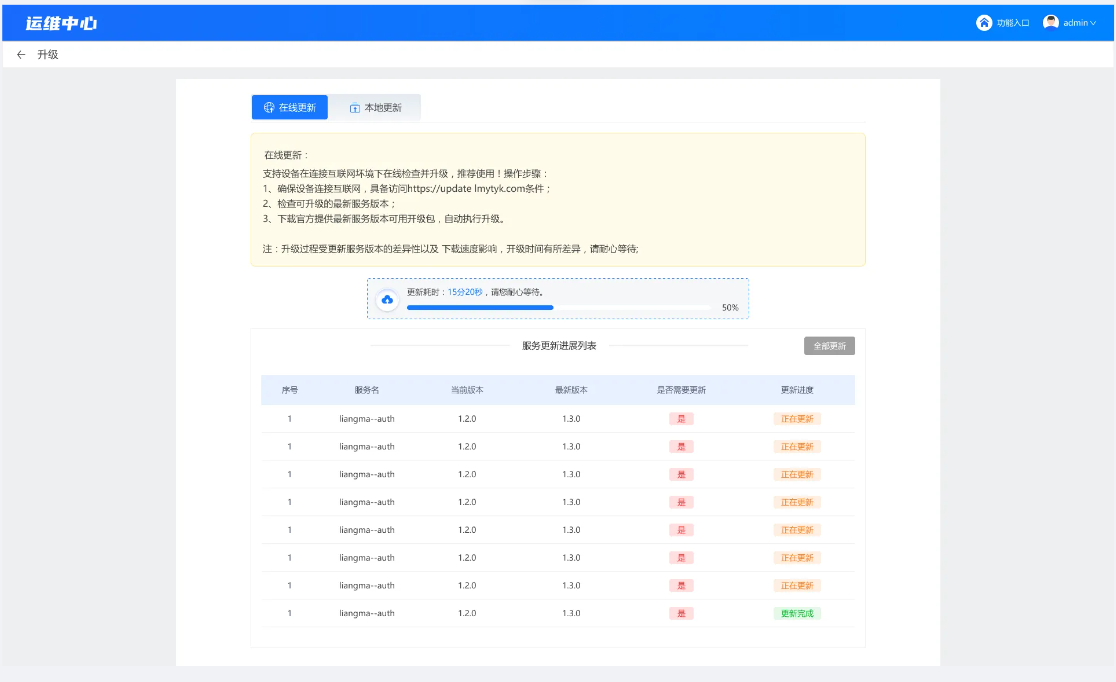 运维中心
功能入口
admin
升级
在线更新
本地更新
在线更新：
支持设备在连接互联网坏境下在线检查并升级，推荐使用！操作步骤：
1、确保设备连接互联网，具备访问https://update lmytyk.com条件；
2、检查可升级的最新服务版本；
3、下载官方提供最新服务版本可用开级包，自动执行升级。
注：升级过程受更新服务版本的差异性以及 下载速度影响，开级时间有所差异，请耐心等待;
更新耗时：15分20秒，请您耐心等待。
50%
服务更新进展列表
全部更新
序号 服务名 当前版本 最新版本 是否需要更新 更新进度
1 liangma--auth 1.2.0 1.3.0 是 正在更新
1 liangma--auth 1.2.0 1.3.0 是 正在更新
1 liangma--auth 1.2.0 1.3.0 是 正在更新
1 liangma--auth 1.2.0 1.3.0 是 正在更新
1 liangma--auth 1.2.0 1.3.0 是 正在更新
1 liangma--auth 1.2.0 1.3.0 是 正在更新
1 liangma--auth 1.2.0 1.3.0 是 正在更新
1 liangma--auth 1.2.0 1.3.0 是 更新完成